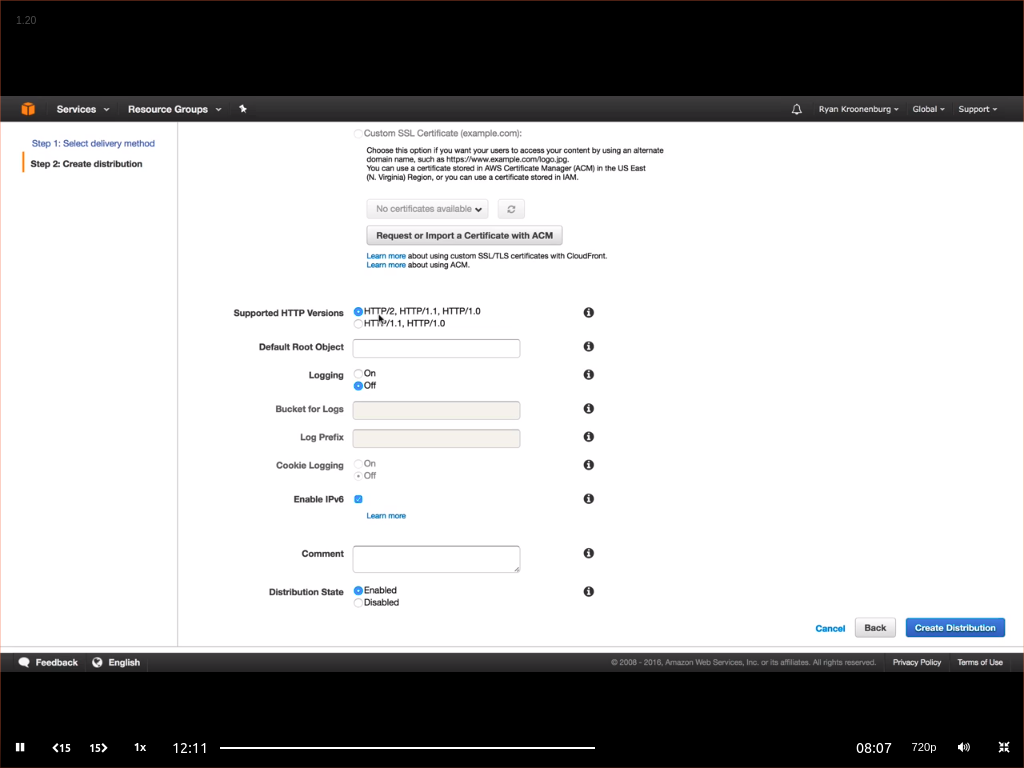 1.20
Services Resource Groups Ryan Kroonenburg Global Support
Step 1: Select delivery method
Step 2: Create distribution
Custom SSL Certificate (example.com):
Choose this option if you want your users to access your content by using an alternate
domain name, such as https://www.example.com/logo.jpg.
You can use a certificate stored in AWS Certificate Manager (ACM) in the US East
(N. Virginia) Region, or you can use a certificate stored in IAM.
No certificates available
Request or Import a Certificate with ACM
Learn more about using custom SSL/TLS certificates with CloudFront.
Learn more about using ACM.
Supported HTTP Versions HTTP/2, HTTP/1.1, HTTP/1.0
HTTP/1.1, HTTP/1.0
Default Root Object
Logging On
Off
Bucket for Logs
Log Prefix
Cookie Logging On
Off
Enable IPv6
Learn more
Comment
Distribution State Enabled
Disabled
Cancel Back Create Distribution
Feedback English © 2008 - 2016, Amazon Web Services, Inc. or its affiliates. All rights reserved. Privacy Policy Terms of Use
15 15 1x 12:11 08:07 720p